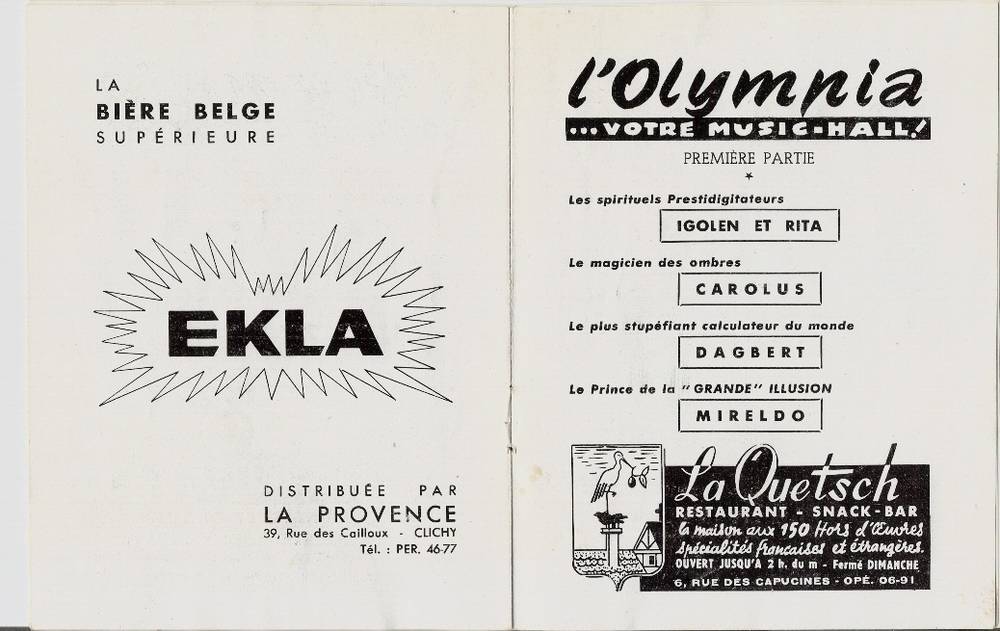 LA
BIÈRE BELGE
SUPÉRIEURE
EKLA
DISTRIBUÉE PAR
LA PROVENCE
39, Rue des Cailloux - CLICHY
Tél. : PER. 46-77
l'Olympia
...VOTRE MUSIC-HALL!
PREMIÈRE PARTIE
Les spirituels Prestidigitateurs
IGOLEN ET RITA
Le magicien des ombres
CAROLUS
Le plus stupéfiant calculateur du monde
DAGBERT
Le Prince de la "GRANDE" ILLUSION
MIRELDO
La Quetsch
RESTAURANT - SNACK-BAR
la maison aux 150 Hors d'Œuvres
spécialités françaises et étrangères.
OUVERT JUSQU'A 2 h. du m - Fermé DIMANCHE
6, RUE DES CAPUCINES - OPÉ. 06-91